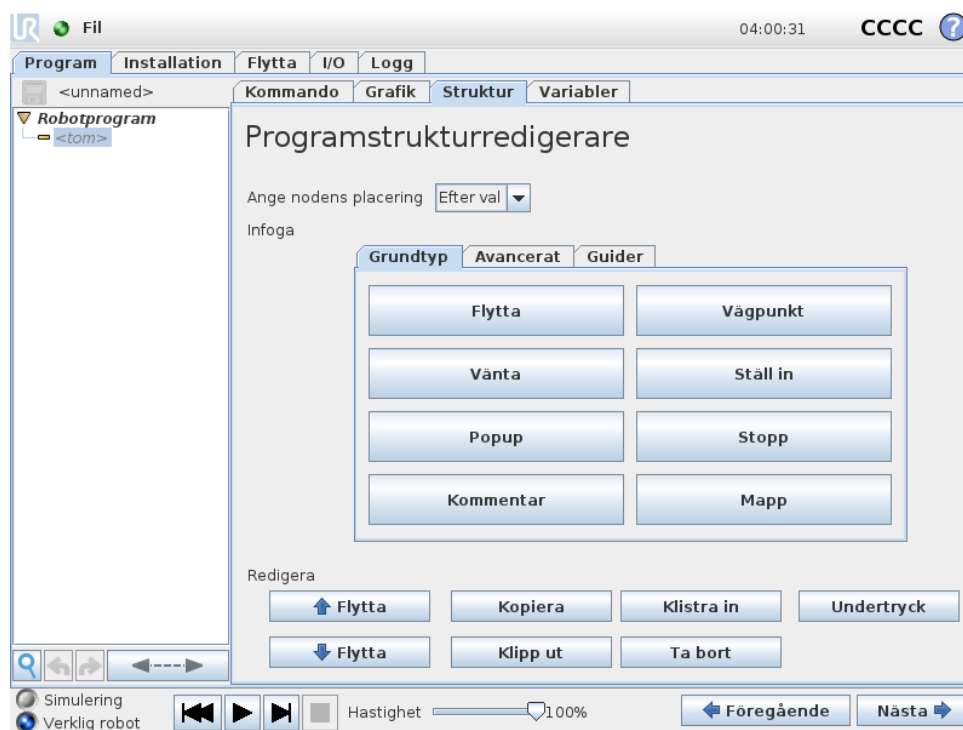 UR Fil 04:00:31 CCCC ?
Program Installation Flytta I/O Logg
<unnamed>
Kommando Grafik Struktur Variabler
Robotprogram
<tom>
Programstrukturredigerare
Ange nodens placering Efter val
Infoga
Grundtyp Avancerat Guider
Flytta Vägpunkt
Vänta Ställ in
Popup Stopp
Kommentar Mapp
Redigera
Flytta Kopiera Klistra in Undertryck
Flytta Klipp ut Ta bort
Simulering
Verklig robot
Hastighet 100% Föregående Nästa